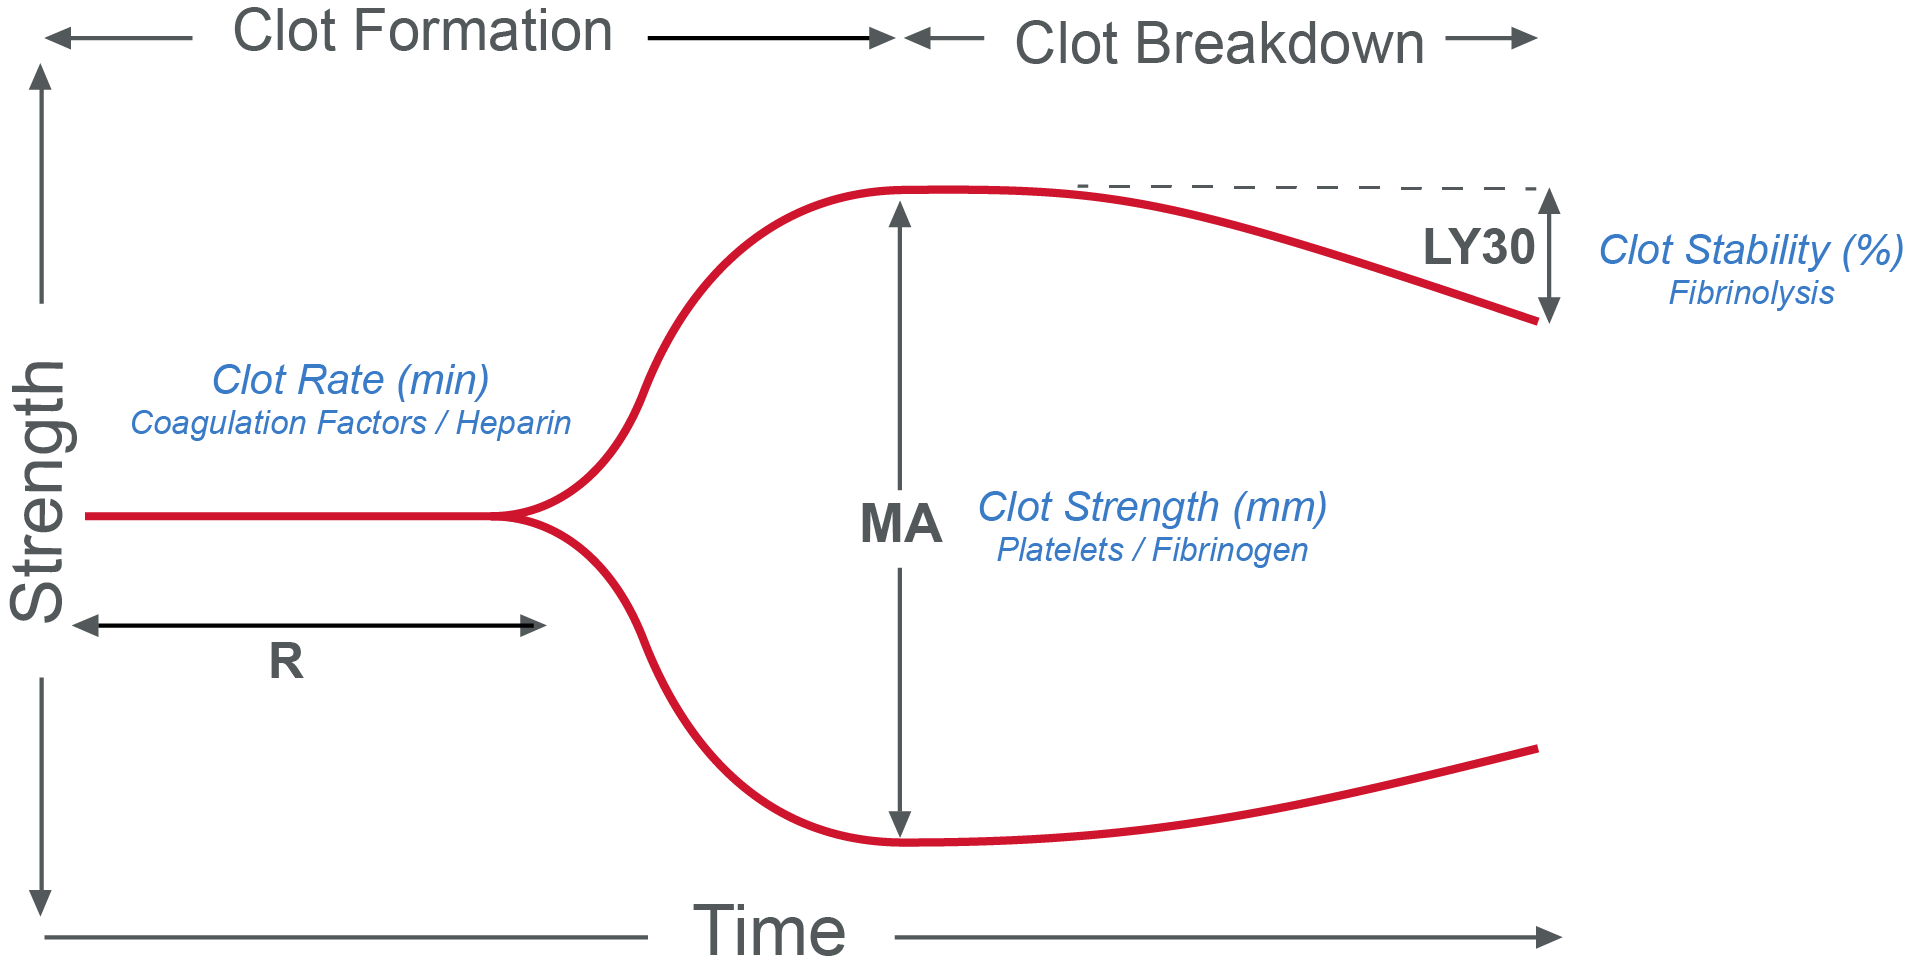 Clot Formation
Clot Breakdown
Strength
Clot Rate (min)
Coagulation Factors / Heparin
R
MA
Clot Strength (mm)
Platelets / Fibrinogen
LY30
Clot Stability (%)
Fibrinolysis
Time